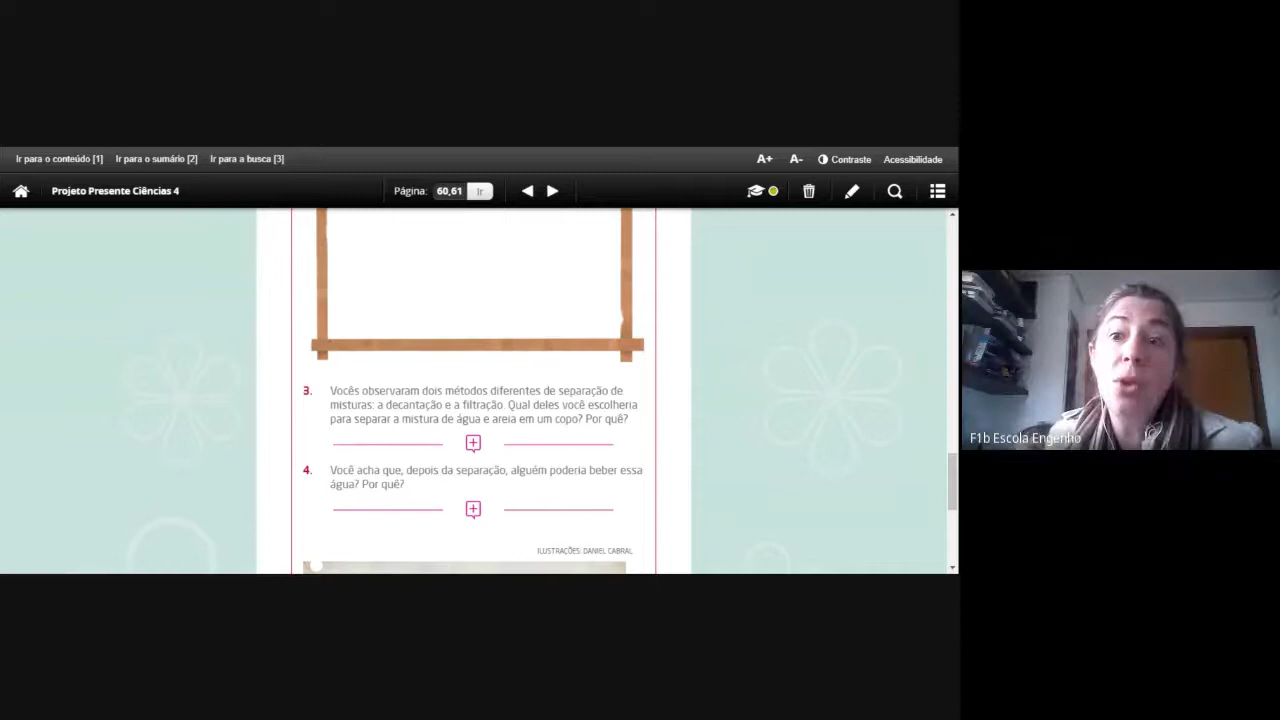 Ir para o conteúdo [1] Ir para o sumário [2] Ir para a busca [3] A+ A- Contraste Acessibilidade
Projeto Presente Ciências 4 Página: 60,61 Ir
3. Vocês observaram dois métodos diferentes de separação de
misturas: a decantação e a filtração. Qual deles você escolheria
para separar a mistura de água e areia em um copo? Por quê?
4. Você acha que, depois da separação, alguém poderia beber essa
água? Por quê?
ILUSTRAÇÕES: DANIEL CABRAL
F1b Escola Engenho